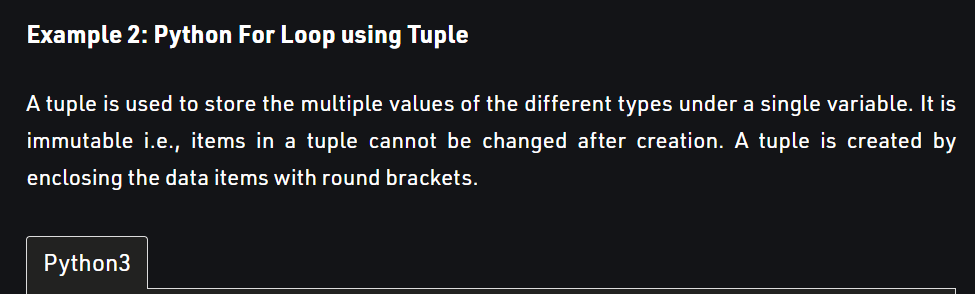 Example 2: Python For Loop using Tuple
A tuple is used to store the multiple values of the different types under a single variable. It is
immutable i.e., items in a tuple cannot be changed after creation. A tuple is created by
enclosing the data items with round brackets.
Python3